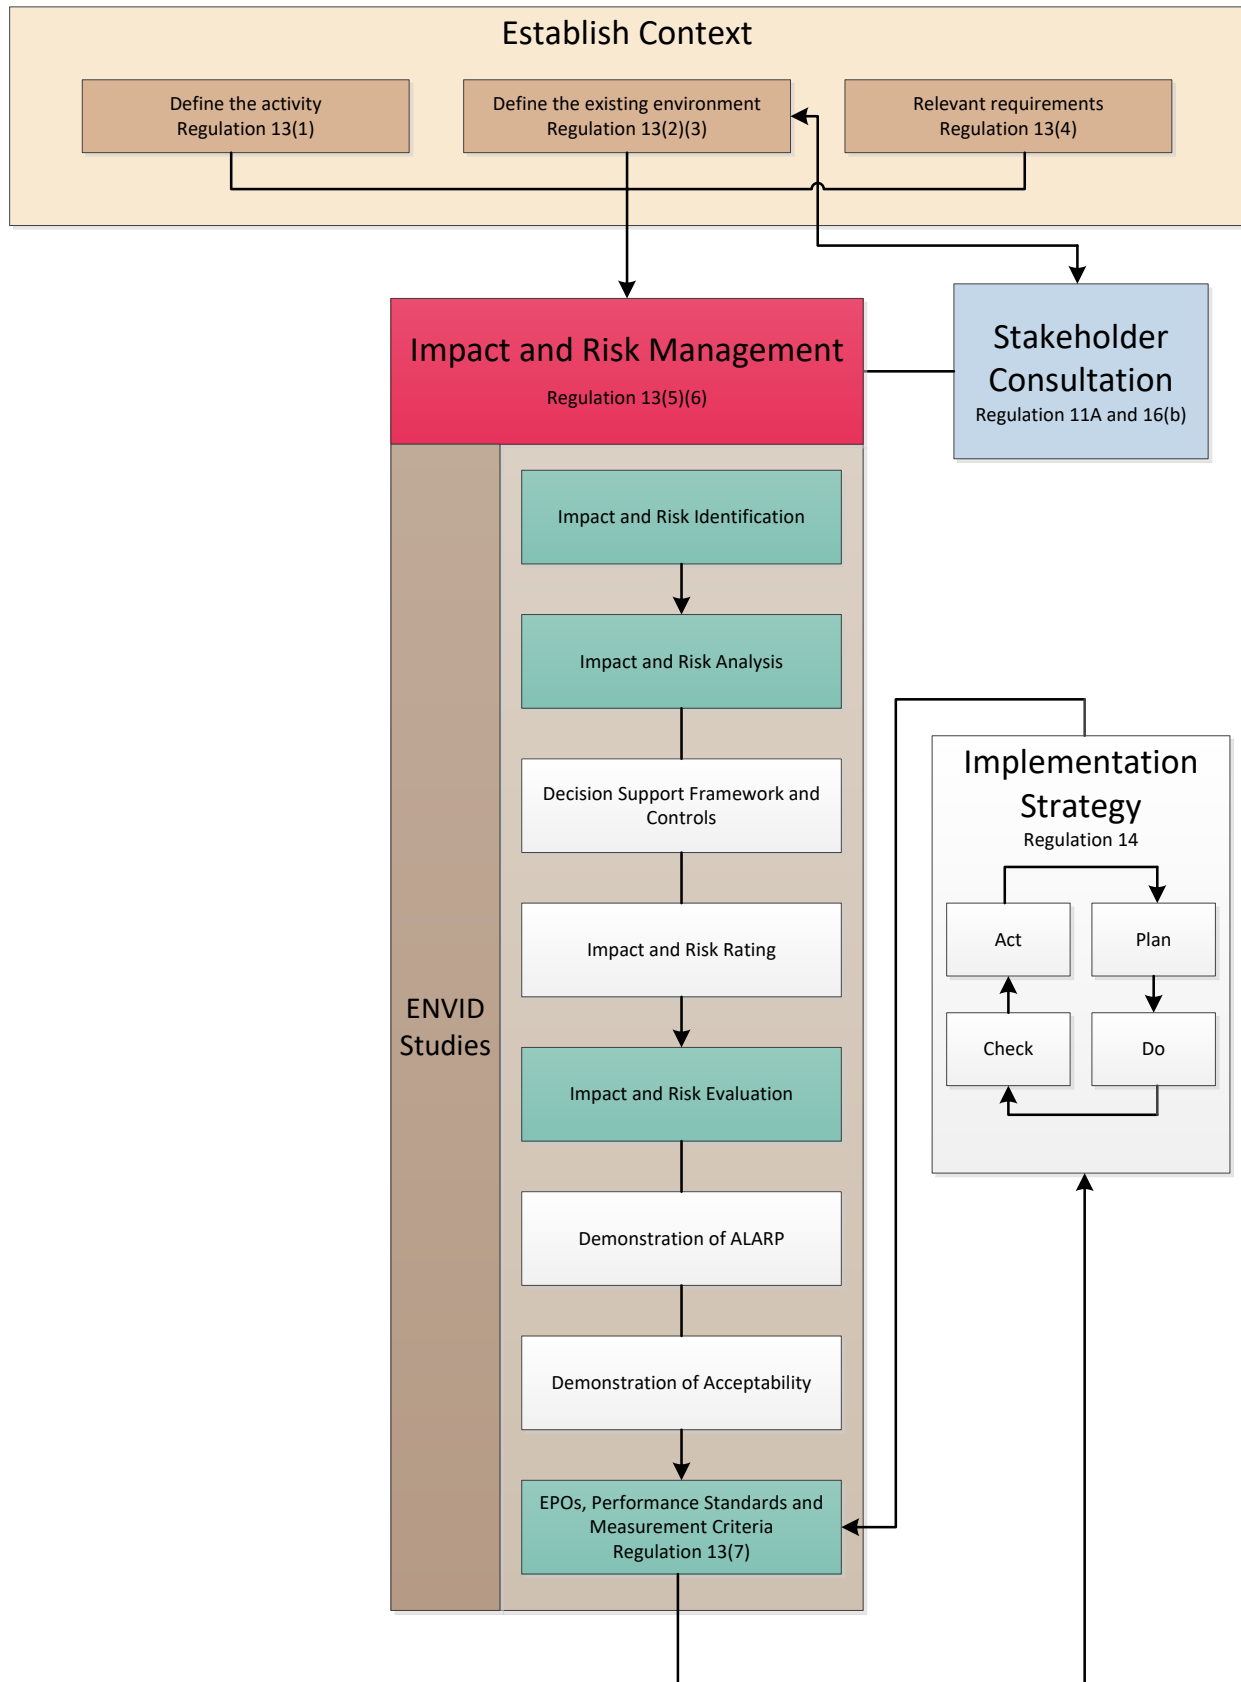 Establish Context
Define the activity
Regulation 13(1)
Define the existing environment
Regulation 13(2)(3)
Relevant requirements
Regulation 13(4)
Impact and Risk Management
Regulation 13(5)(6)
Stakeholder
Consultation
Regulation 11A and 16(b)
ENVID
Studies
Impact and Risk Identification
Impact and Risk Analysis
Decision Support Framework and
Controls
Impact and Risk Rating
Impact and Risk Evaluation
Demonstration of ALARP
Demonstration of Acceptability
EPOs, Performance Standards and
Measurement Criteria
Regulation 13(7)
Implementation
Strategy
Regulation 14
Act
Plan
Check
Do